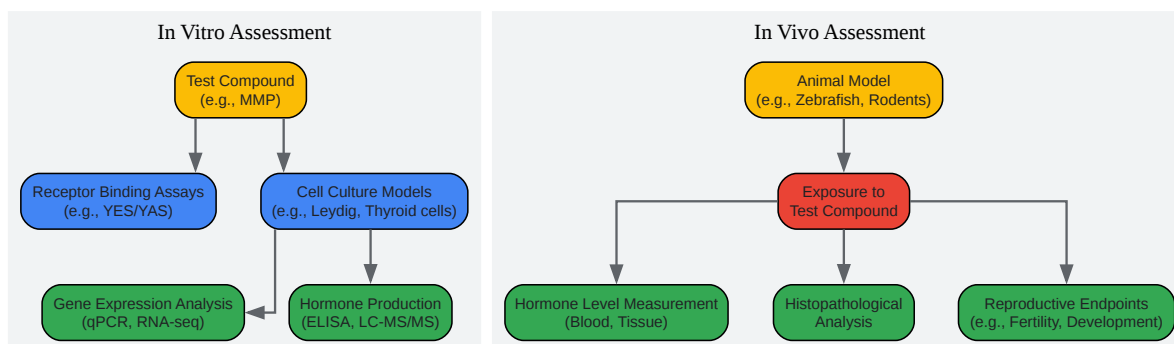 In Vitro Assessment
Test Compound
(e.g., MMP)
Receptor Binding Assays
(e.g., YES/YAS)
Cell Culture Models
(e.g., Leydig, Thyroid cells)
Gene Expression Analysis
(qPCR, RNA-seq)
Hormone Production
(ELISA, LC-MS/MS)
In Vivo Assessment
Animal Model
(e.g., Zebrafish, Rodents)
Exposure to
Test Compound
Hormone Level Measurement
(Blood, Tissue)
Histopathological
Analysis
Reproductive Endpoints
(e.g., Fertility, Development)